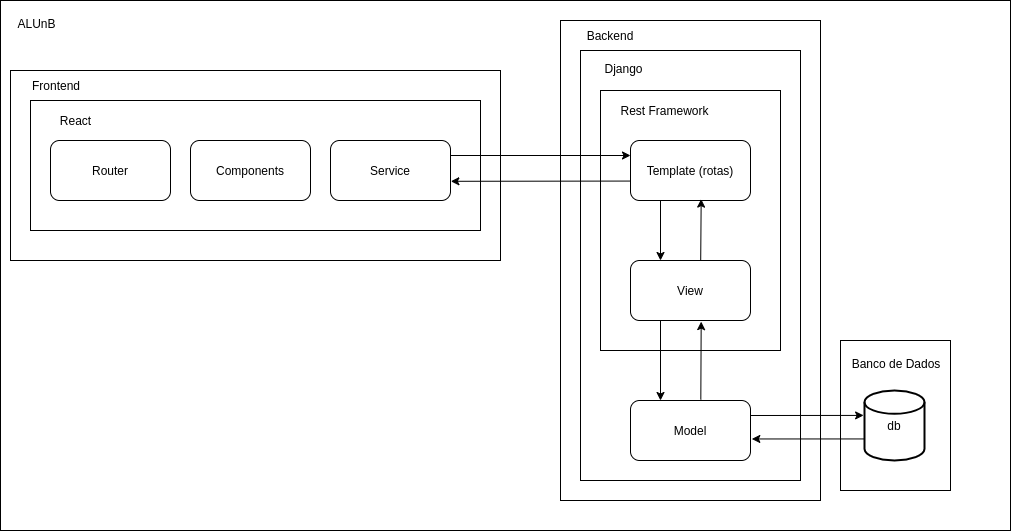 ALUnB
Frontend
React
Router
Components
Service
Backend
Django
Rest Framework
Template (rotas)
View
Model
Banco de Dados
db